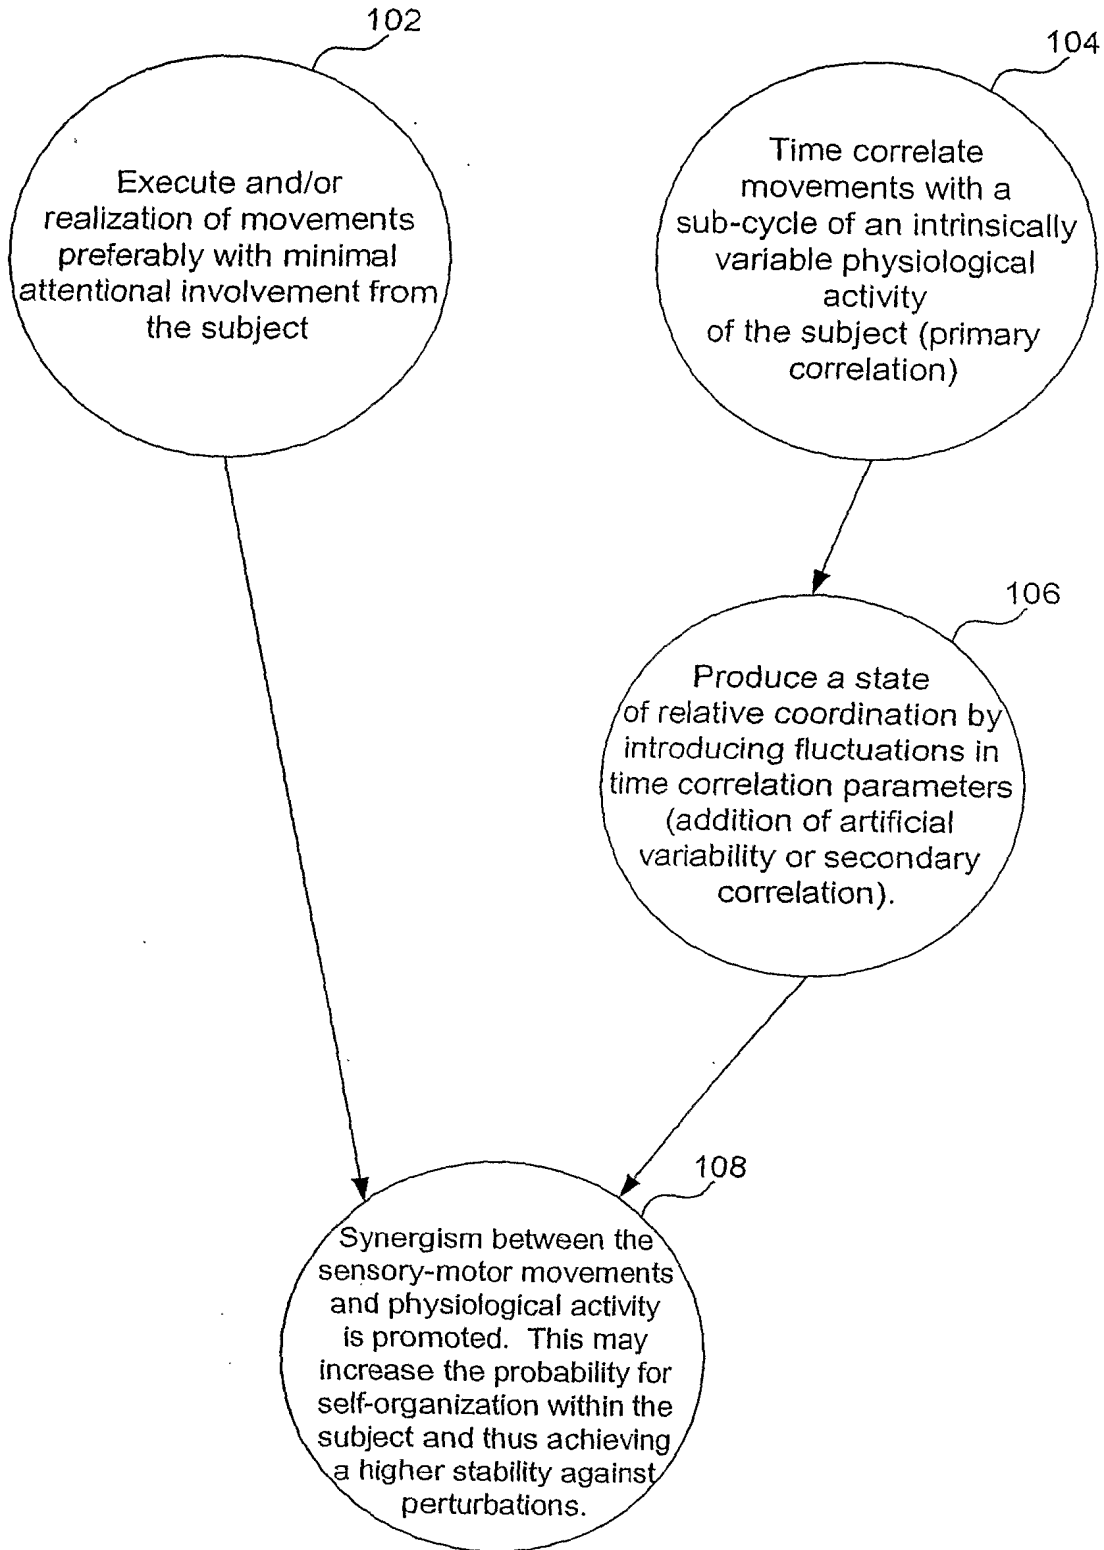 102
Execute and/or
realization of movements
preferably with minimal
attentional involvement from
the subject
104
Time correlate
movements with a
sub-cycle of an intrinsically
variable physiological
activity
of the subject (primary
correlation)
106
Produce a state
of relative coordination by
introducing fluctuations in
time correlation parameters
(addition of artificial
variability or secondary
correlation).
108
Synergism between the
sensory-motor movements
and physiological activity
is promoted. This may
increase the probability for
self-organization within the
subject and thus achieving
a higher stability against
perturbations.